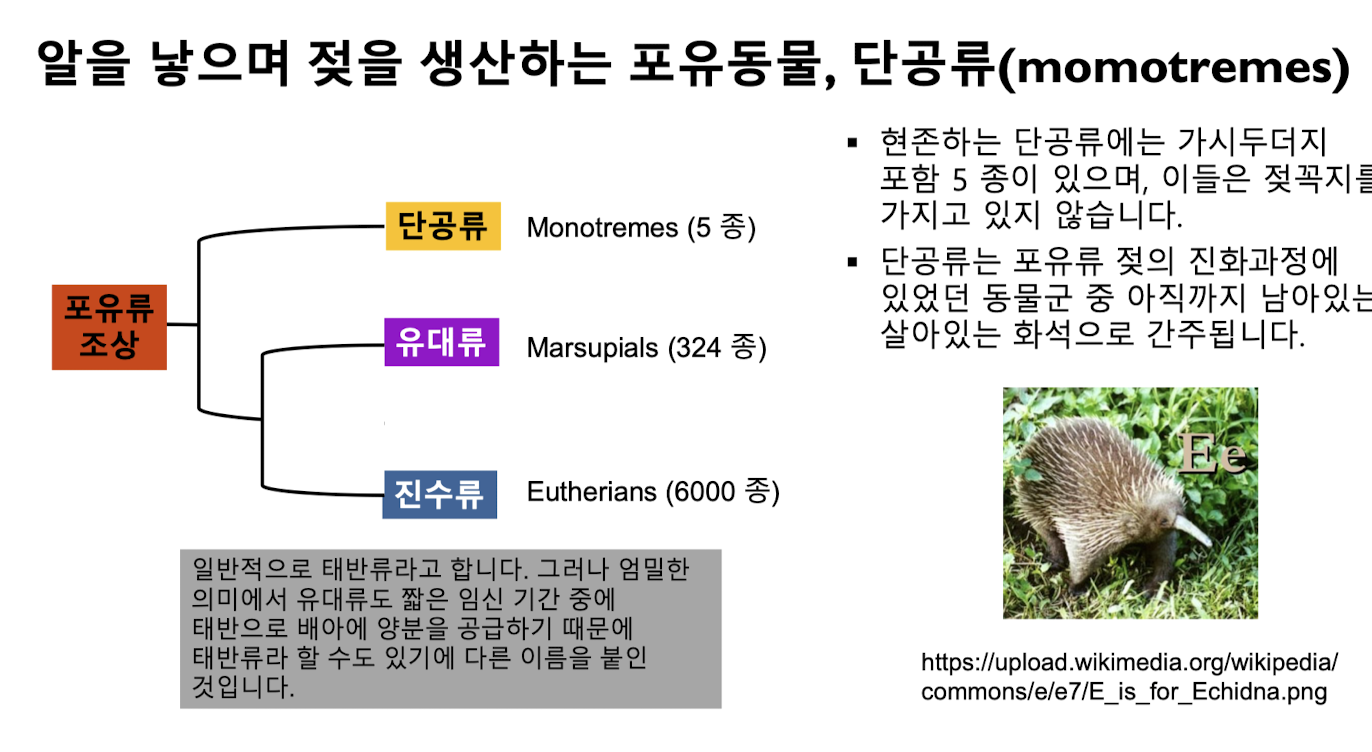 알을 낳으며 젖을 생산하는 포유동물, 단공류(momotremes)
포유류
조상
단공류
Monotremes (5 종)
유대류
Marsupials (324 종)
진수류
Eutherians (6000 종)
일반적으로 태반류라고 합니다. 그러나 엄밀한
의미에서 유대류도 짧은 임신 기간 중에
태반으로 배아에 양분을 공급하기 때문에
태반류라 할 수도 있기에 다른 이름을 붙인
것입니다.
▪ 현존하는 단공류에는 가시두더지
포함 5 종이 있으며, 이들은 젖꼭지를
가지고 있지 않습니다.
▪ 단공류는 포유류 젖의 진화과정에
있었던 동물군 중 아직까지 남아있는
살아있는 화석으로 간주됩니다.
Ee
https://upload.wikimedia.org/wikipedia/
commons/e/e7/E_is_for_Echidna.png